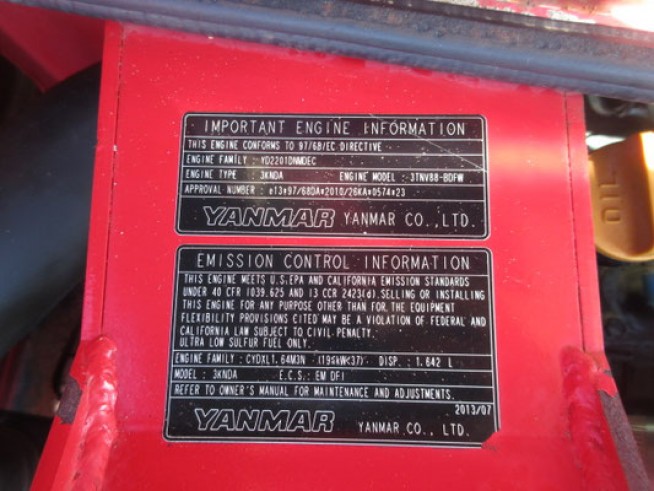 IMPORTANT ENGINE INFORMATION
THIS ENGINE CONFORMS TO 97/68/EC DIRECTIVE
ENGINE FAMILY : YD2201DNMDEC
ENGINE TYPE : 3KNDA ENGINE MODEL : 3TNV88-BDFW
APPROVAL NUMBER : e13*97/68DA*2010/26KA*0574*23
YANMAR YANMAR CO.,LTD.
EMISSION CONTROL INFORMATION
THIS ENGINE MEETS U.S.EPA AND CALIFORNIA EMISSION STANDARDS
UNDER 40 CFR 1039.625 AND 13 CCR 2423(d).SELLING OR INSTALLING
THIS ENGINE FOR ANY PURPOSE OTHER THAN FOR THE EQUIPMENT
FLEXIBILITY PROVISIONS CITED MAY BE A VIOLATION OF FEDERAL AND
CALIFORNIA LAW SUBJECT TO CIVIL PENALTY.
ULTRA LOW SULFUR FUEL ONLY.
ENGINE FAMILY : CYDXL1.64M3N (19≤kW<37) DISP. : 1.642 L
MODEL : 3KNDA E.C.S.: EM DFI
REFER TO OWNER'S MANUAL FOR MAINTENANCE AND ADJUSTMENTS.
2013/07
YANMAR YANMAR CO., LTD.
OIL